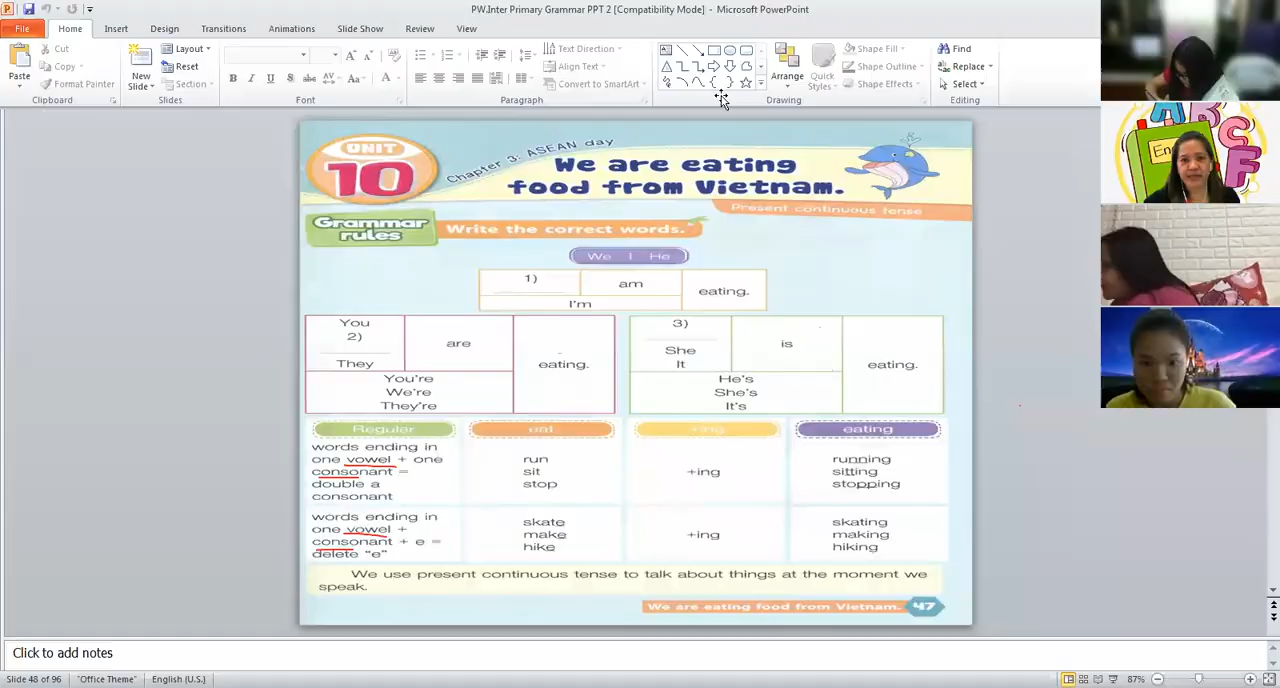 PW.Inter Primary Grammar PPT 2 [Compatibility Mode] - Microsoft PowerPoint
File Home Insert Design Transitions Animations Slide Show Review View
Paste
Cut
Copy
Format Painter
Clipboard
New Slide
Layout
Reset
Section
Slides
B I U S abc AV Aa A
Font
Paragraph
Text Direction
Align Text
Convert to SmartArt
Arrange
Quick Styles
Shape Fill
Shape Outline
Shape Effects
Drawing
Find
Replace
Select
Editing
UNIT
10
Chapter 3: ASEAN day
We are eating
food from Vietnam.
Present continuous tense
Grammar
rules
Write the correct words.
We I He
1) am eating.
I'm
You
2)
They
are
eating.
You're
We're
They're
3)
She
It
is
eating.
He's
She's
It's
Regular eat +ing eating
words ending in
one vowel + one
consonant =
double a
consonant
run
sit
stop
+ing
running
sitting
stopping
words ending in
one vowel +
consonant + e =
delete "e"
skate
make
hike
+ing
skating
making
hiking
We use present continuous tense to talk about things at the moment we
speak.
We are eating food from Vietnam. 47
Click to add notes
Slide 48 of 96 "Office Theme" English (U.S.) 87%
A B C
En
F